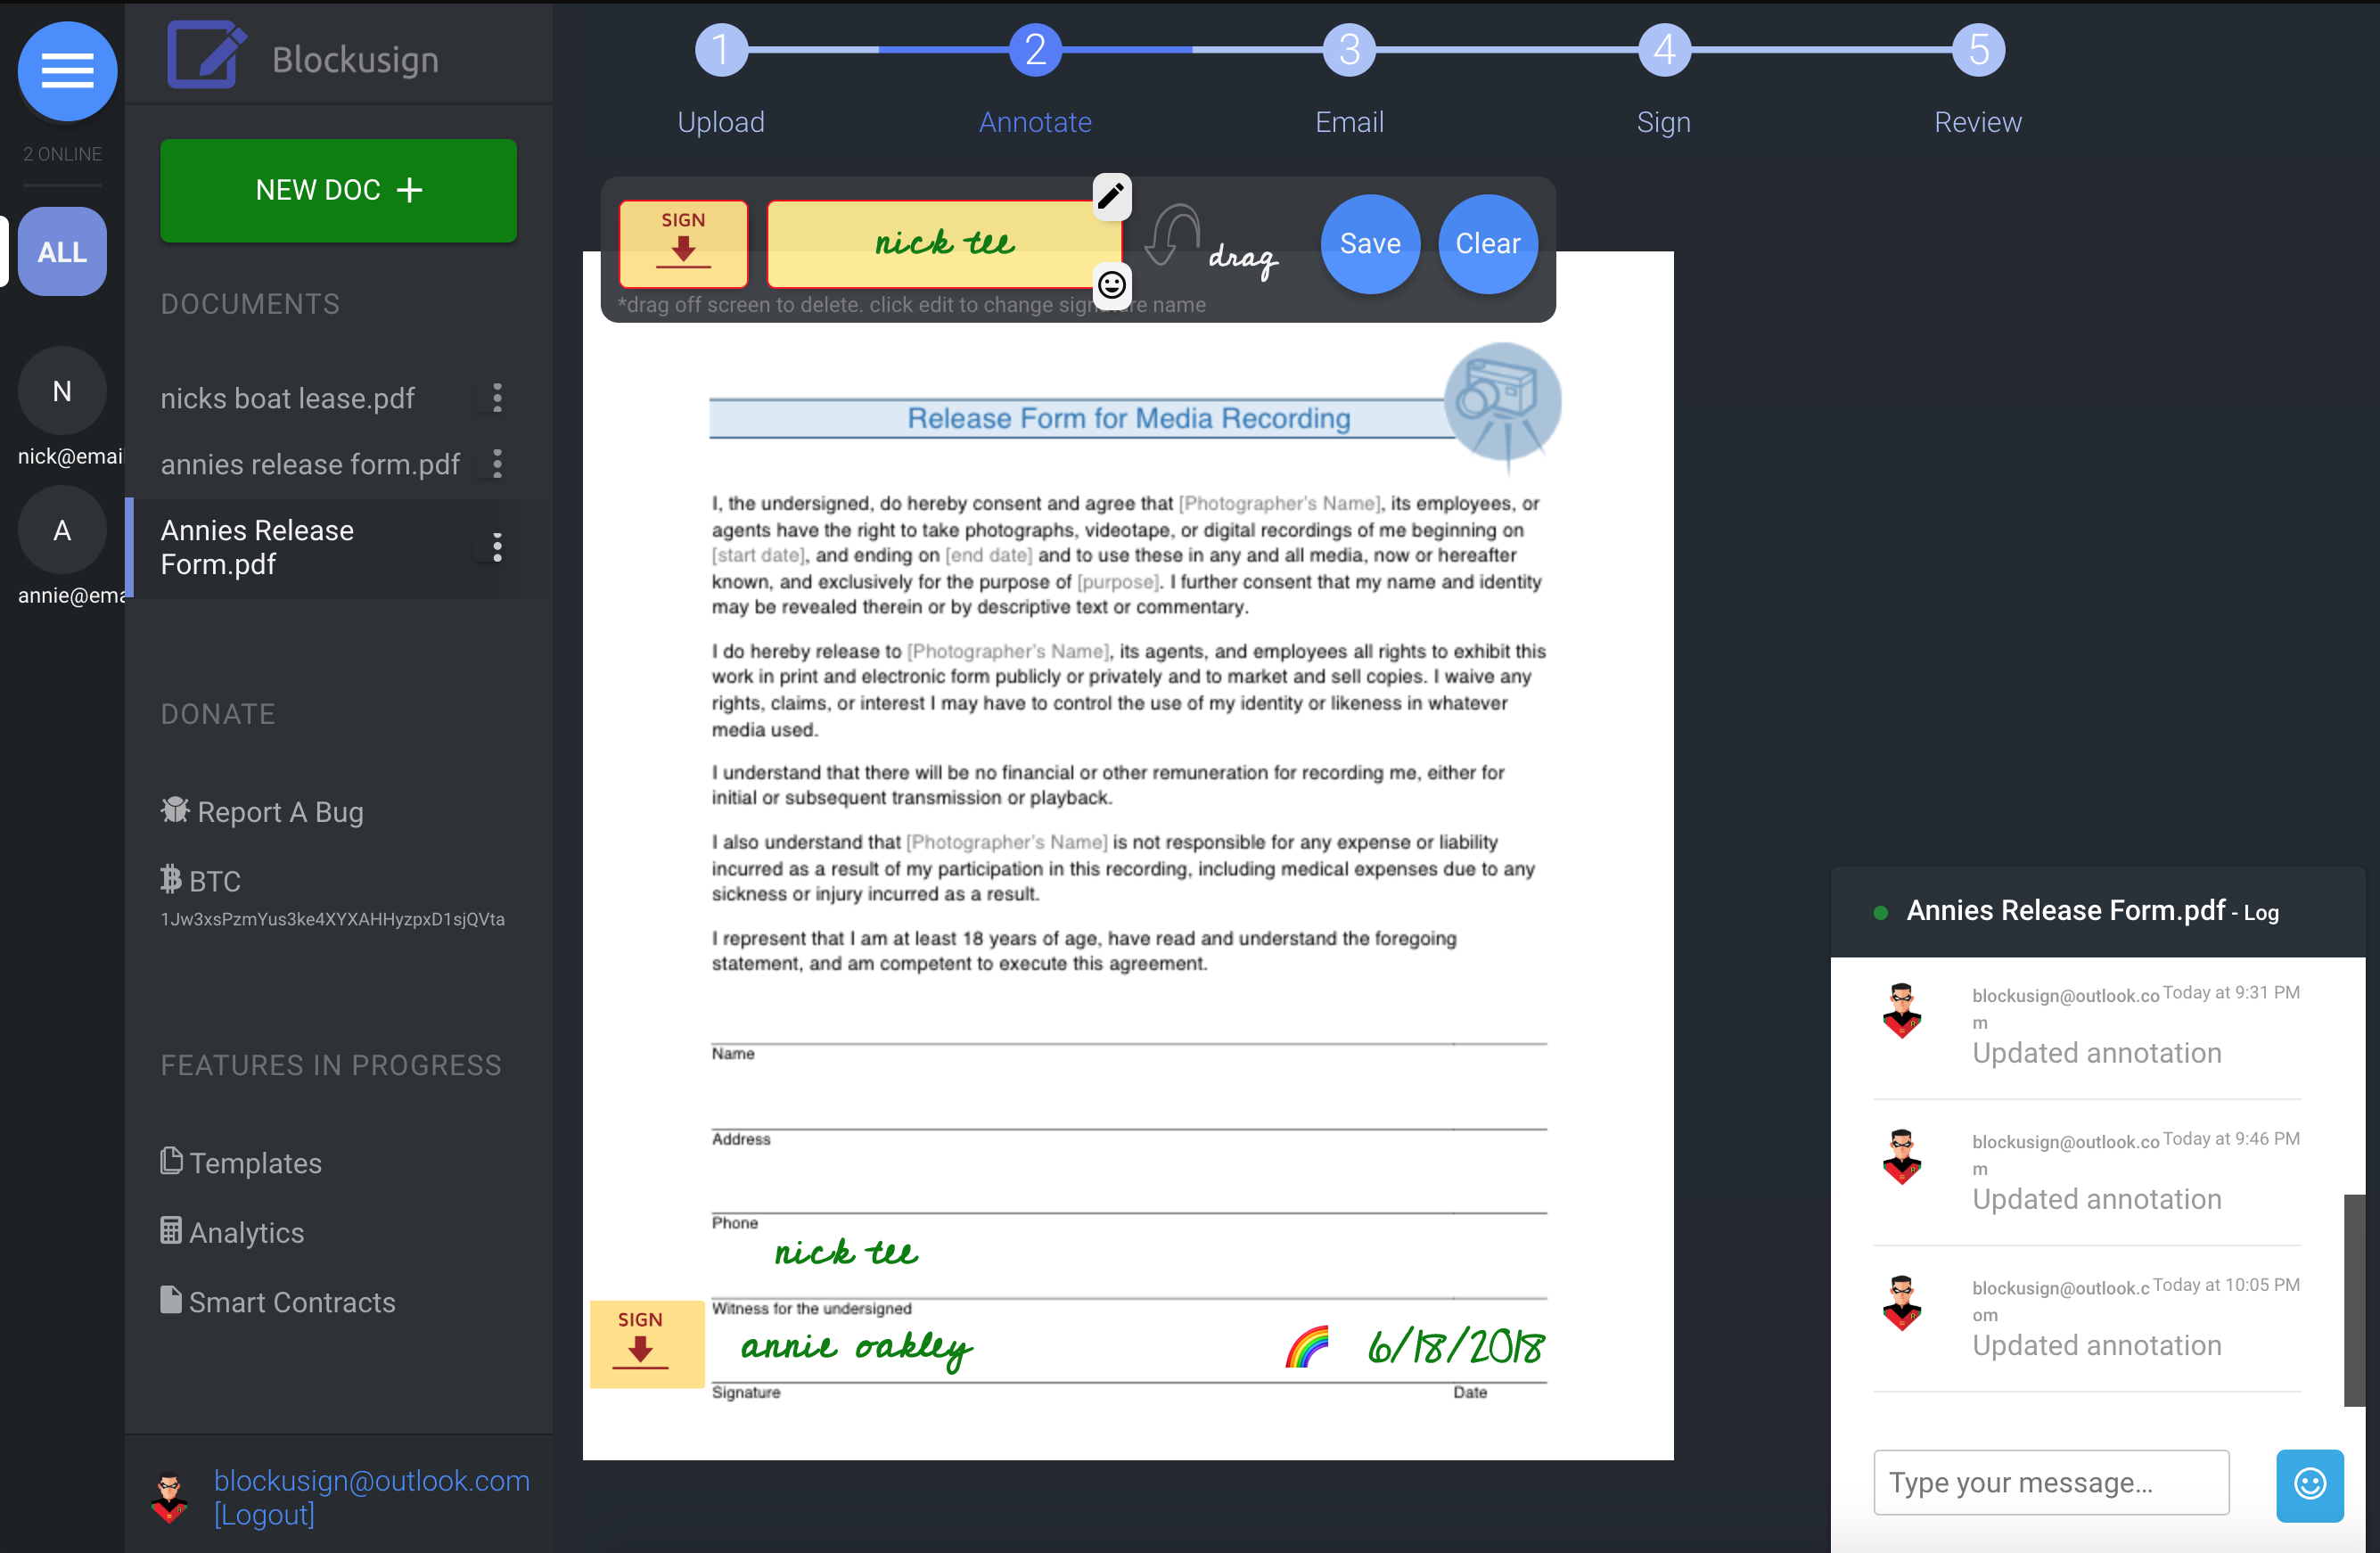 Blockusign
2 ONLINE
ALL
N
nick@emai
A
annie@ema
NEW DOC +
DOCUMENTS
nicks boat lease.pdf
annies release form.pdf
Annies Release
Form.pdf
DONATE
Report A Bug
BTC
1Jw3xsPzmYus3ke4XYXAHHyzpxD1sjQVta
FEATURES IN PROGRESS
Templates
Analytics
Smart Contracts
blockusign@outlook.com
[Logout]
1 2 3 4 5
Upload Annotate Email Sign Review
SIGN
nick tee
drag
Save
Clear
*drag off screen to delete. click edit to change signature name
Release Form for Media Recording
I, the undersigned, do hereby consent and agree that [Photographer's Name], its employees, or
agents have the right to take photographs, videotape, or digital recordings of me beginning on
[start date], and ending on [end date] and to use these in any and all media, now or hereafter
known, and exclusively for the purpose of [purpose]. I further consent that my name and identity
may be revealed therein or by descriptive text or commentary.
I do hereby release to [Photographer's Name], its agents, and employees all rights to exhibit this
work in print and electronic form publicly or privately and to market and sell copies. I waive any
rights, claims, or interest I may have to control the use of my identity or likeness in whatever
media used.
I understand that there will be no financial or other remuneration for recording me, either for
initial or subsequent transmission or playback.
I also understand that [Photographer's Name] is not responsible for any expense or liability
incurred as a result of my participation in this recording, including medical expenses due to any
sickness or injury incurred as a result.
I represent that I am at least 18 years of age, have read and understand the foregoing
statement, and am competent to execute this agreement.
Name
Address
Phone
nick tee
Witness for the undersigned
SIGN
annie oakley 🌈 6/18/2018
Signature Date
Annies Release Form.pdf - Log
blockusign@outlook.co Today at 9:31 PM
m
Updated annotation
blockusign@outlook.co Today at 9:46 PM
m
Updated annotation
blockusign@outlook.c Today at 10:05 PM
om
Updated annotation
Type your message...